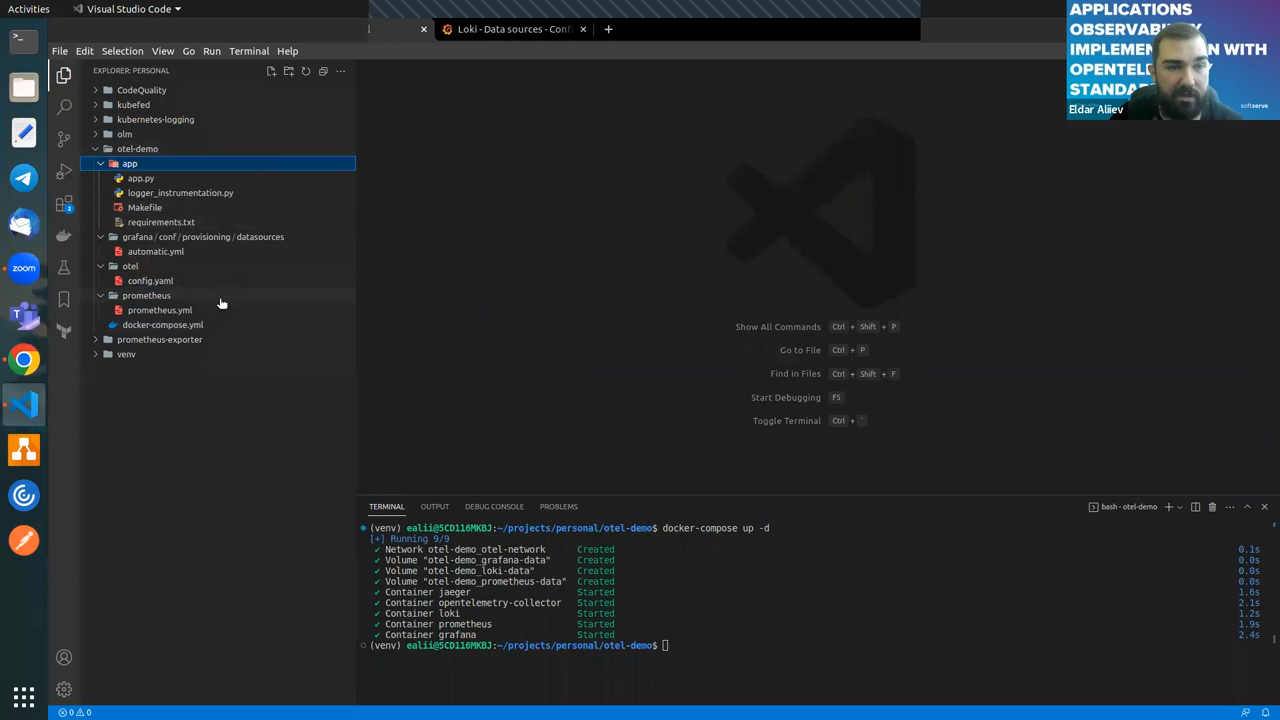 Activities
Visual Studio Code
Loki - Data sources - Confi
File Edit Selection View Go Run Terminal Help
EXPLORER: PERSONAL
CodeQuality
kubefed
kubernetes-logging
olm
otel-demo
app
app.py
logger_instrumentation.py
Makefile
requirements.txt
grafana / conf / provisioning / datasources
automatic.yml
otel
config.yaml
prometheus
prometheus.yml
docker-compose.yml
prometheus-exporter
venv
zoom
2
Show All Commands Ctrl + Shift + P
Go to File Ctrl + P
Find in Files Ctrl + Shift + F
Start Debugging F5
Toggle Terminal Ctrl + `
APPLICATIONS
OBSERVABILITY
IMPLEMENTATION WITH
STANDA
softserve
Eldar Aliiev
TERMINAL OUTPUT DEBUG CONSOLE PROBLEMS
bash - otel-demo
(venv) ealii@5CD116MKBJ:~/projects/personal/otel-demo$ docker-compose up -d
[+] Running 9/9
✔ Network otel-demo_otel-network Created 0.1s
✔ Volume "otel-demo_grafana-data" Created 0.0s
✔ Volume "otel-demo_loki-data" Created 0.0s
✔ Volume "otel-demo_prometheus-data" Created 0.0s
✔ Container jaeger Started 1.6s
✔ Container opentelemetry-collector Started 2.1s
✔ Container loki Started 1.2s
✔ Container prometheus Started 1.9s
✔ Container grafana Started 2.4s
(venv) ealii@5CD116MKBJ:~/projects/personal/otel-demo$
0 0